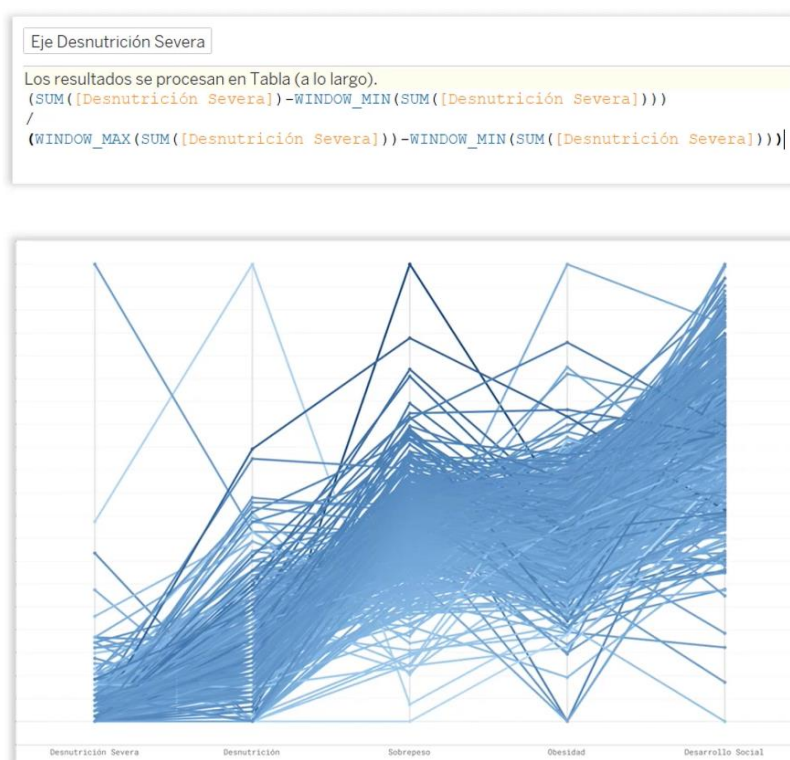 Eje Desnutrición Severa
Los resultados se procesan en Tabla (a lo largo).
(SUM([Desnutrición Severa])-WINDOW_MIN(SUM([Desnutrición Severa])))
/
(WINDOW_MAX(SUM([Desnutrición Severa]))-WINDOW_MIN(SUM([Desnutrición Severa])))
Desnutrición Severa Desnutrición Sobrepeso Obesidad Desarrollo Social